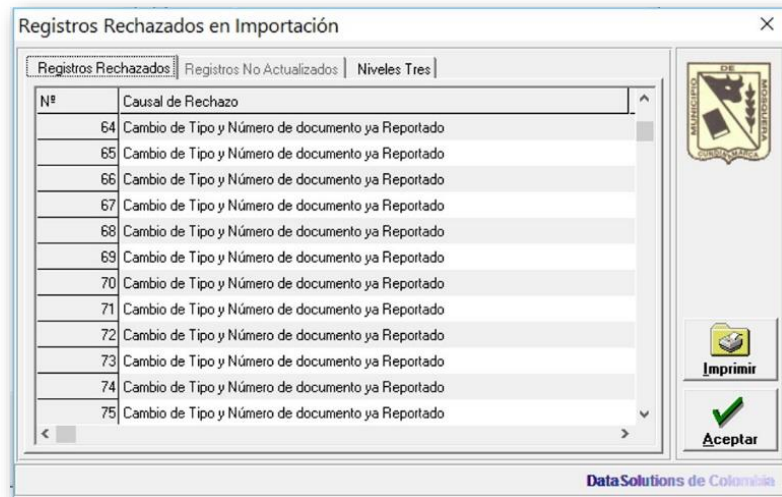 Registros Rechazados en Importación
Registros Rechazados Registros No Actualizados Niveles Tres
Nº Causal de Rechazo
64 Cambio de Tipo y Número de documento ya Reportado
65 Cambio de Tipo y Número de documento ya Reportado
66 Cambio de Tipo y Número de documento ya Reportado
67 Cambio de Tipo y Número de documento ya Reportado
68 Cambio de Tipo y Número de documento ya Reportado
69 Cambio de Tipo y Número de documento ya Reportado
70 Cambio de Tipo y Número de documento ya Reportado
71 Cambio de Tipo y Número de documento ya Reportado
72 Cambio de Tipo y Número de documento ya Reportado
73 Cambio de Tipo y Número de documento ya Reportado
74 Cambio de Tipo y Número de documento ya Reportado
75 Cambio de Tipo y Número de documento ya Reportado
MUNICIPIO DE MOSQUERA
CUNDINAMARCA
Imprimir
Aceptar
DataSolutions de Colombia